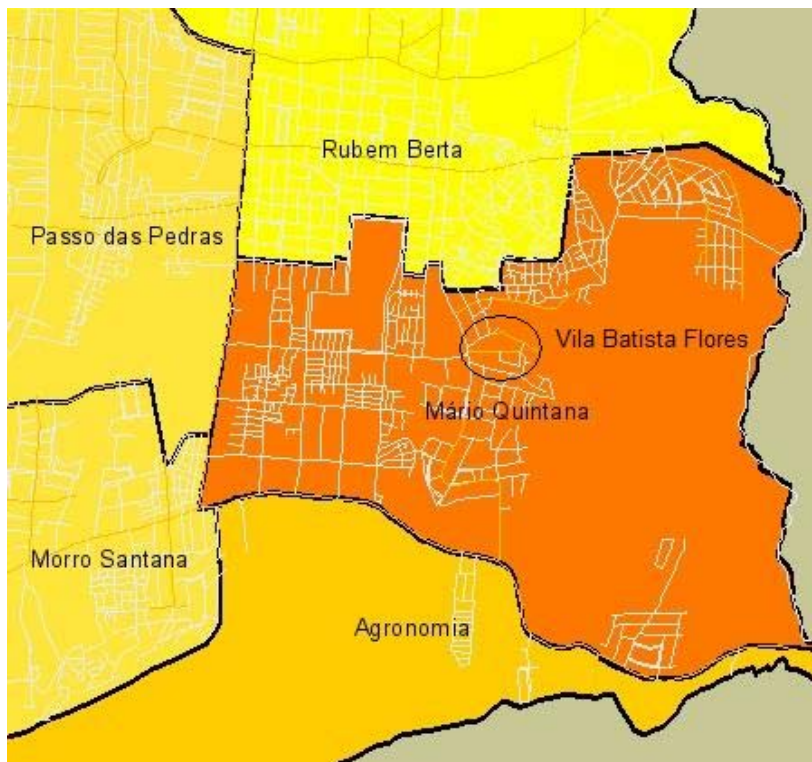 Rubem Berta
Passo das Pedras
Vila Batista Flores
Mário Quintana
Morro Santana
Agronomia